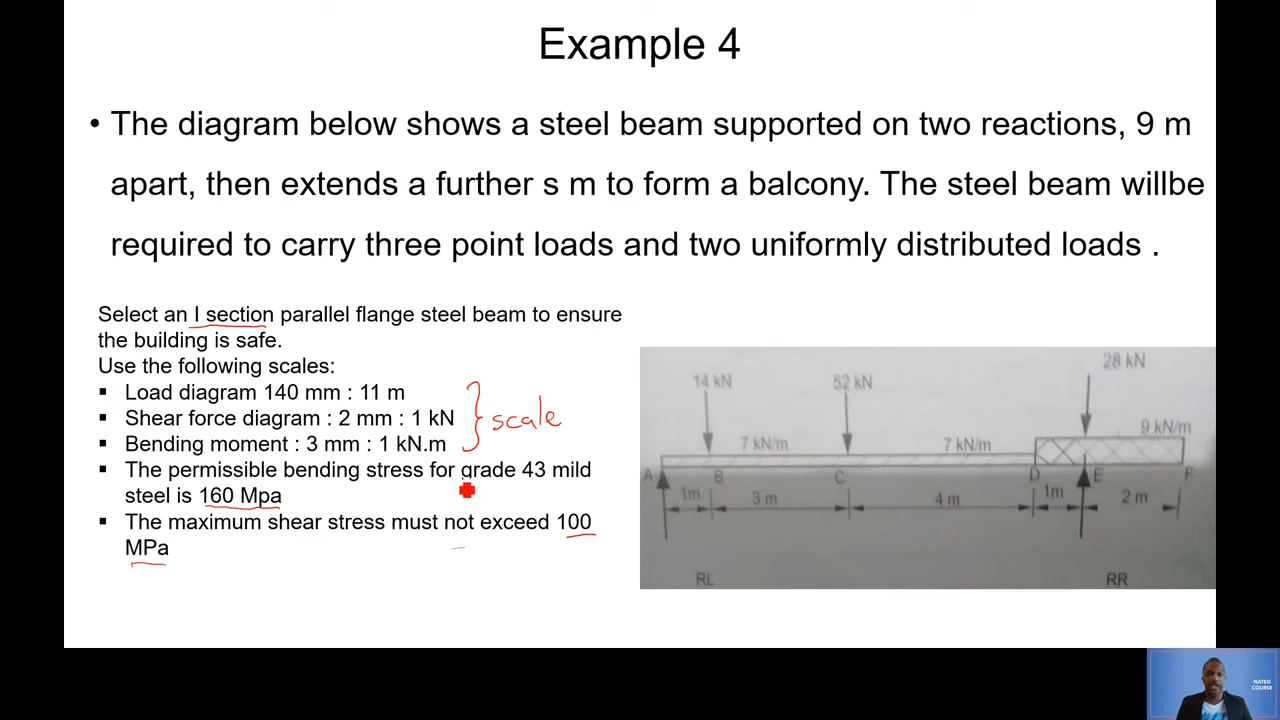 Example 4
• The diagram below shows a steel beam supported on two reactions, 9 m
apart, then extends a further s m to form a balcony. The steel beam willbe
required to carry three point loads and two uniformly distributed loads .
Select an I section parallel flange steel beam to ensure
the building is safe.
Use the following scales:
▪ Load diagram 140 mm : 11 m
▪ Shear force diagram : 2 mm : 1 kN
▪ Bending moment : 3 mm : 1 kN.m
scale
▪ The permissible bending stress for grade 43 mild
steel is 160 Mpa
▪ The maximum shear stress must not exceed 100
MPa
28 kN
14 kN 52 kN
9 kN/m
7 kN/m 7 kN/m
A B C D E F
1m 3 m 4 m 1m 2 m
RL RR
NATED
COURSE